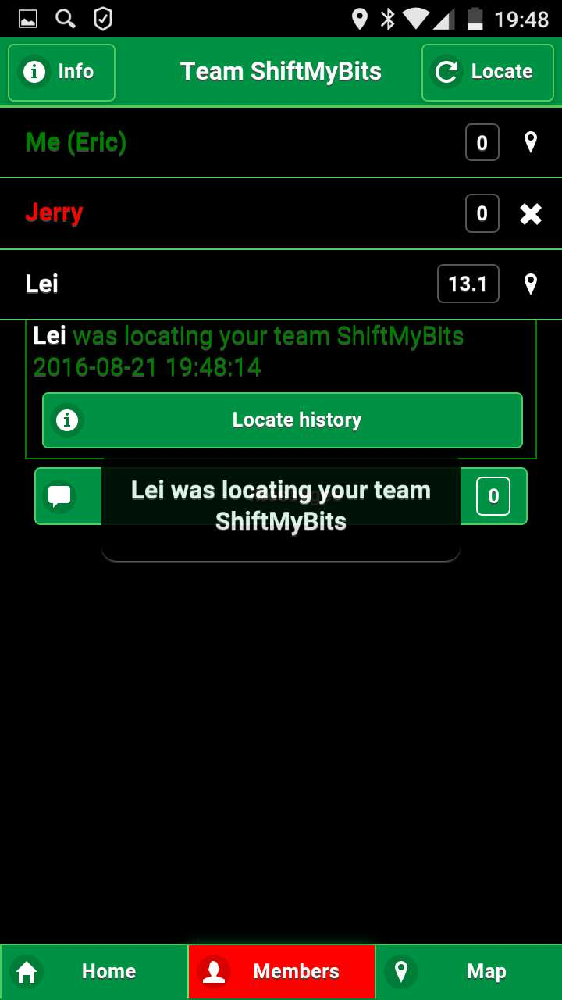 19:48
Info Team ShiftMyBits Locate
Me (Eric) 0
Jerry 0
Lei 13.1
Lei was locating your team ShiftMyBits
2016-08-21 19:48:14
Locate history
Lei was locating your team
ShiftMyBits
0
Home Members Map